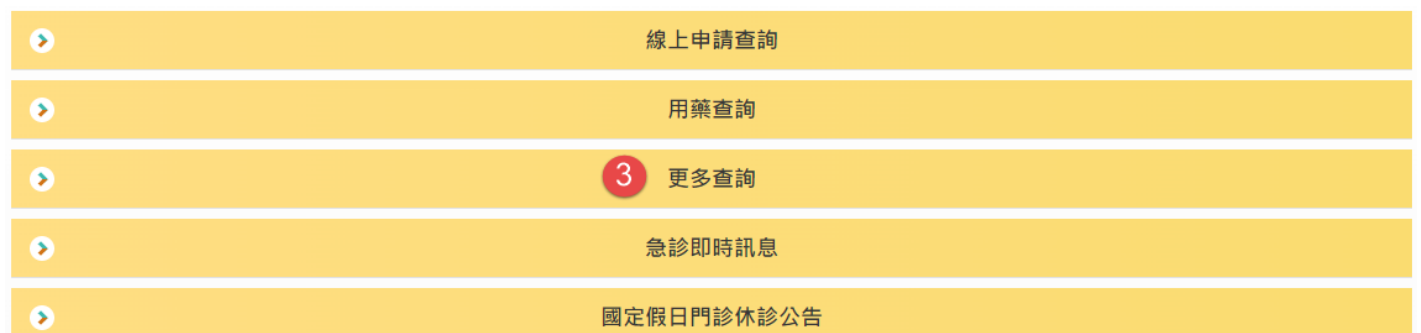 線上申請查詢
用藥查詢
3 更多查詢
急診即時訊息
國定假日門診休診公告